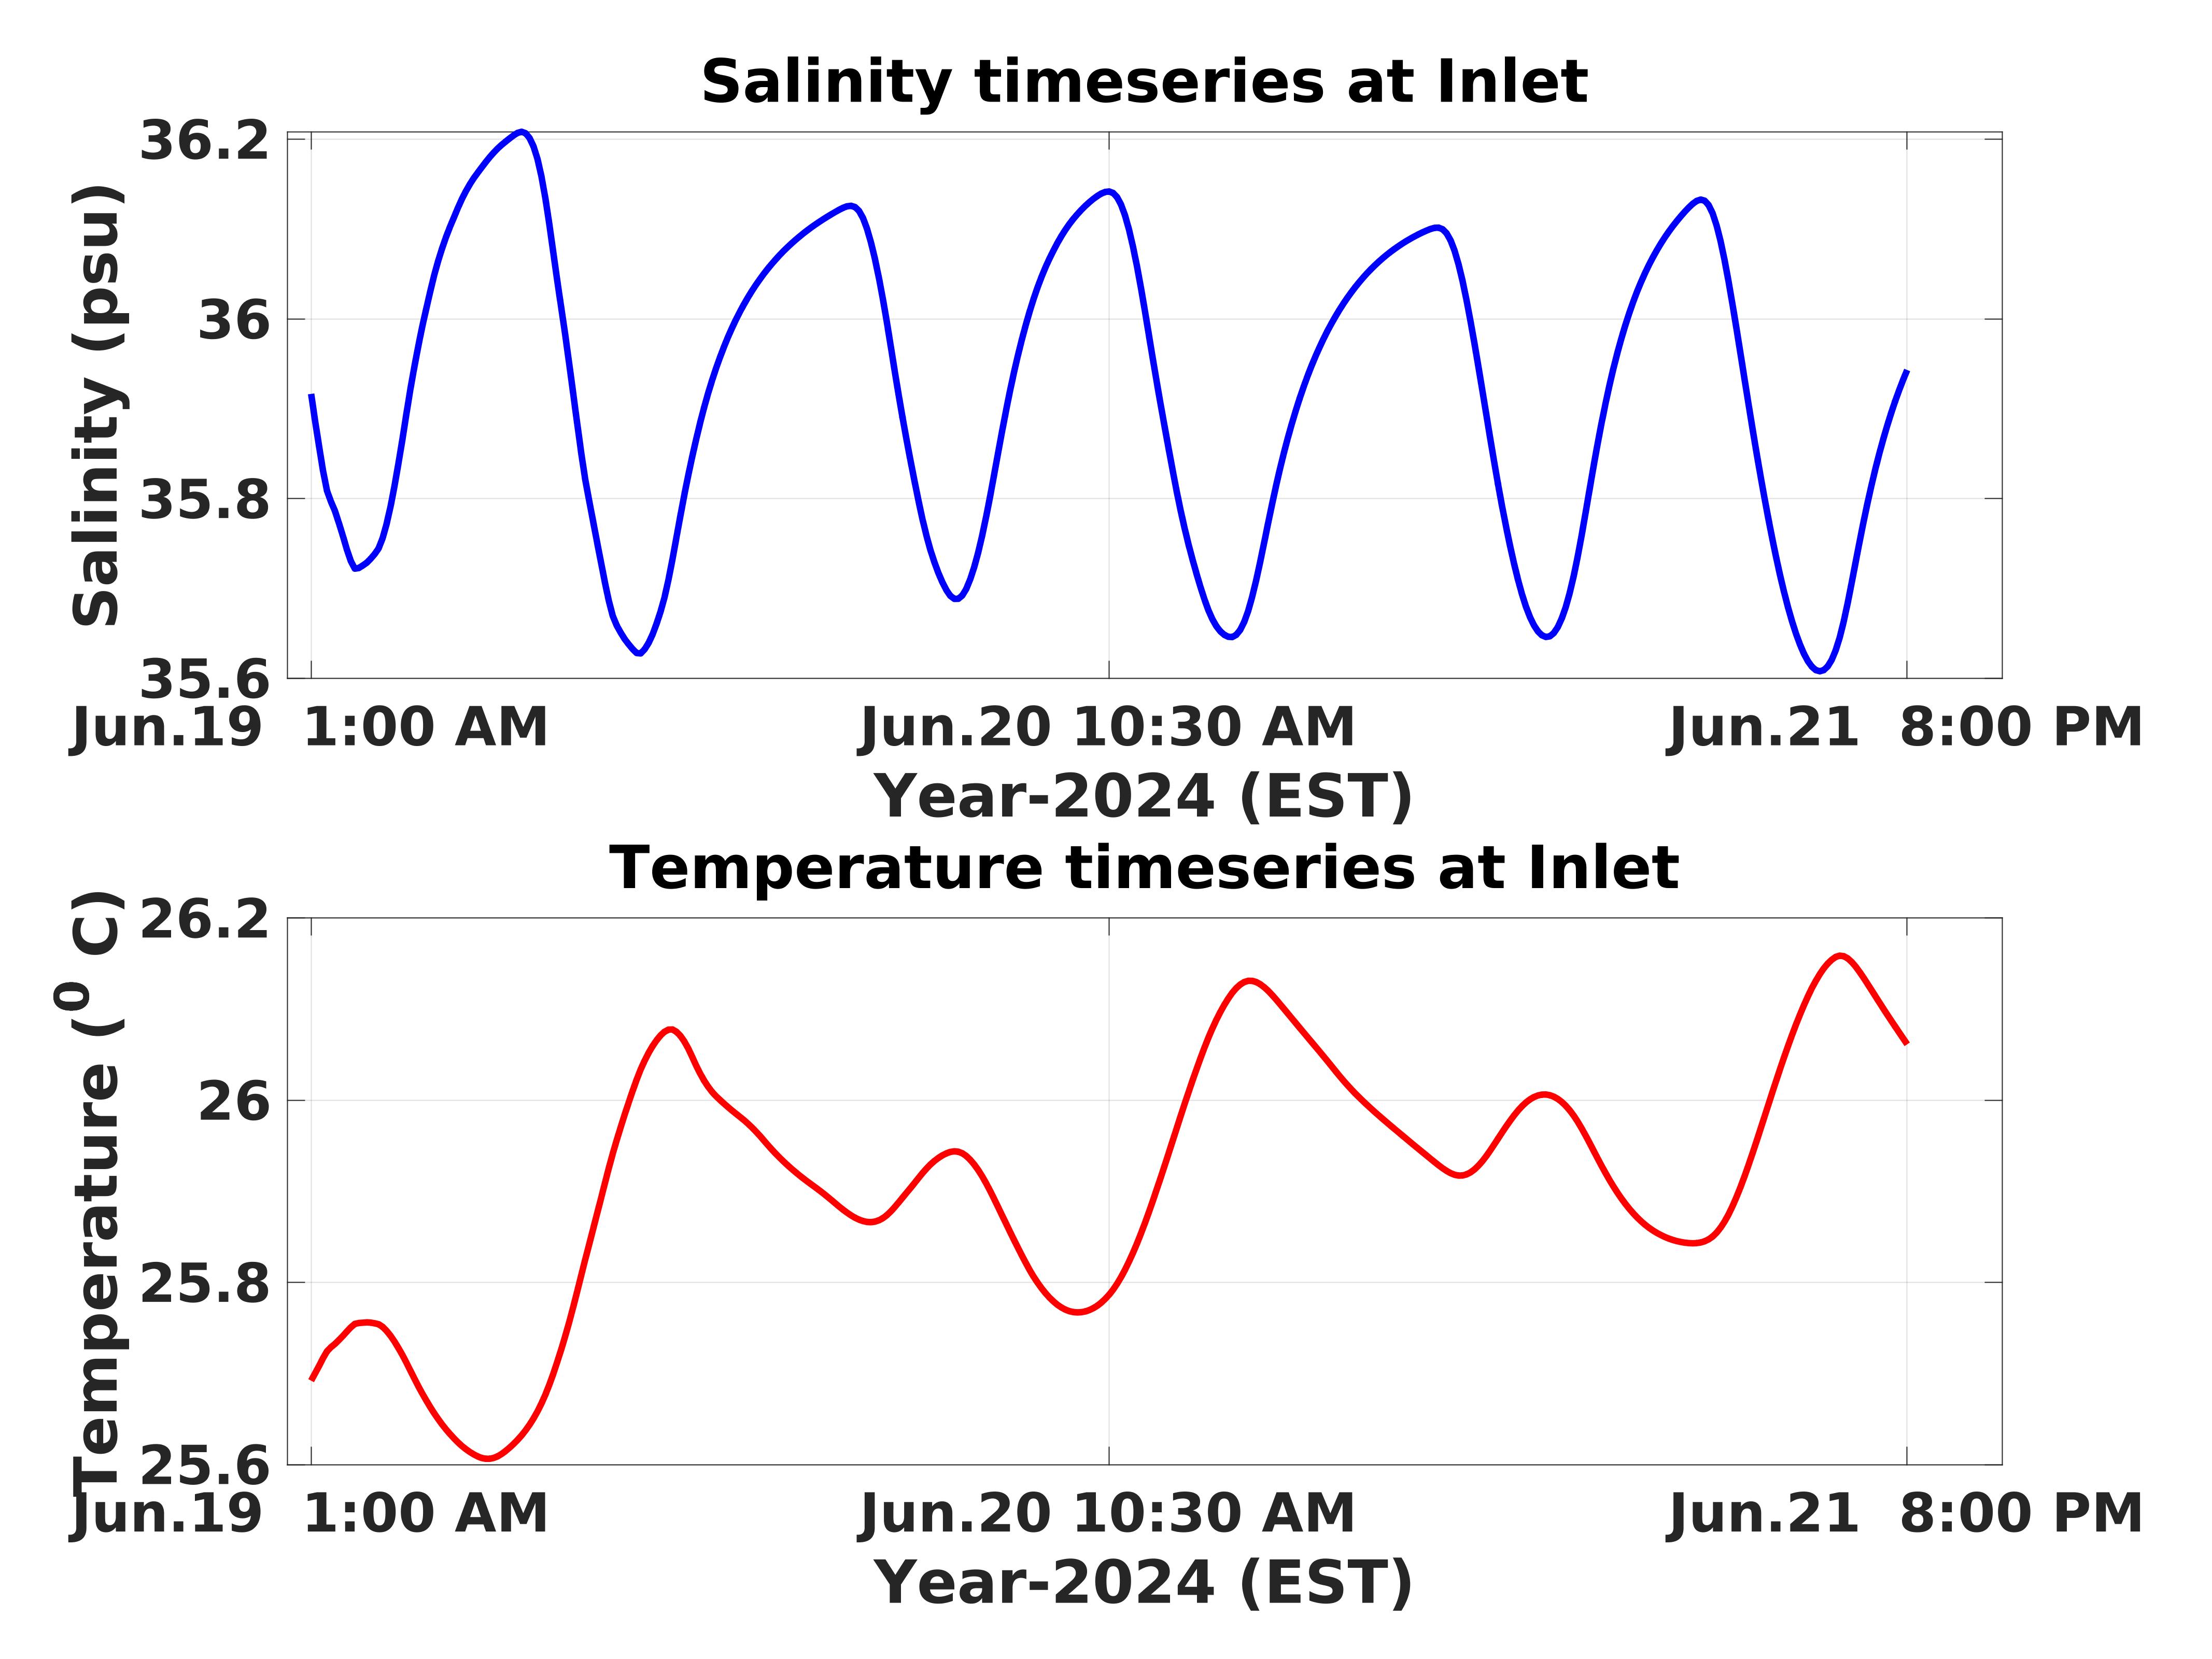 Salinity timeseries at Inlet
Salinity (psu)
36.2
36
35.8
35.6
Jun.19  1:00 AM
Jun.20 10:30 AM
Jun.21  8:00 PM
Year-2024 (EST)
Temperature timeseries at Inlet
Temperature (⁰ C)
26.2
26
25.8
25.6
Jun.19  1:00 AM
Jun.20 10:30 AM
Jun.21  8:00 PM
Year-2024 (EST)